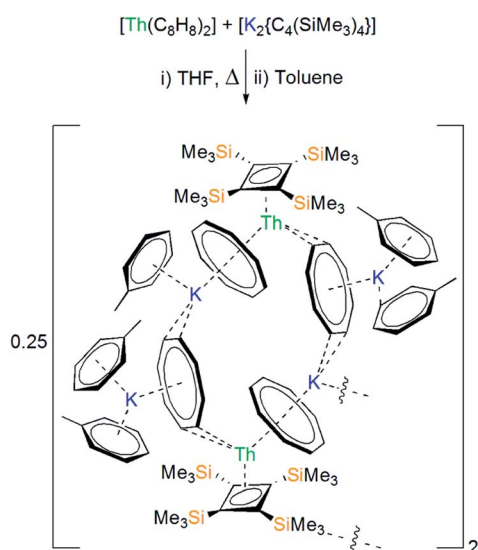 [Th(C₈H₈)₂] + [K₂{C₄(SiMe₃)₄}]
i) THF, Δ ii) Toluene
Me₃Si SiMe₃
Me₃Si SiMe₃
Th
K
K
0.25
K
K
Th
Me₃Si SiMe₃
Me₃Si SiMe₃
2